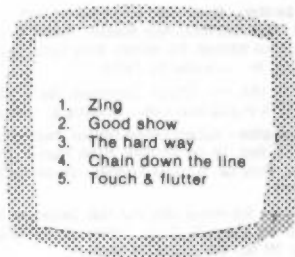 1. Zing
2. Good show
3. The hard way
4. Chain down the line
5. Touch & flutter